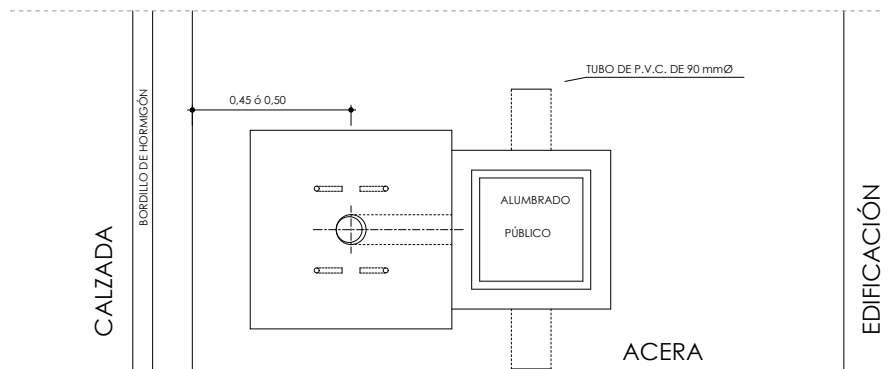 TUBO DE P.V.C. DE 90 mmØ
0,45 ó 0,50
BORDILLO DE HORMIGÓN
CALZADA
ALUMBRADO
PÚBLICO
EDIFICACIÓN
ACERA